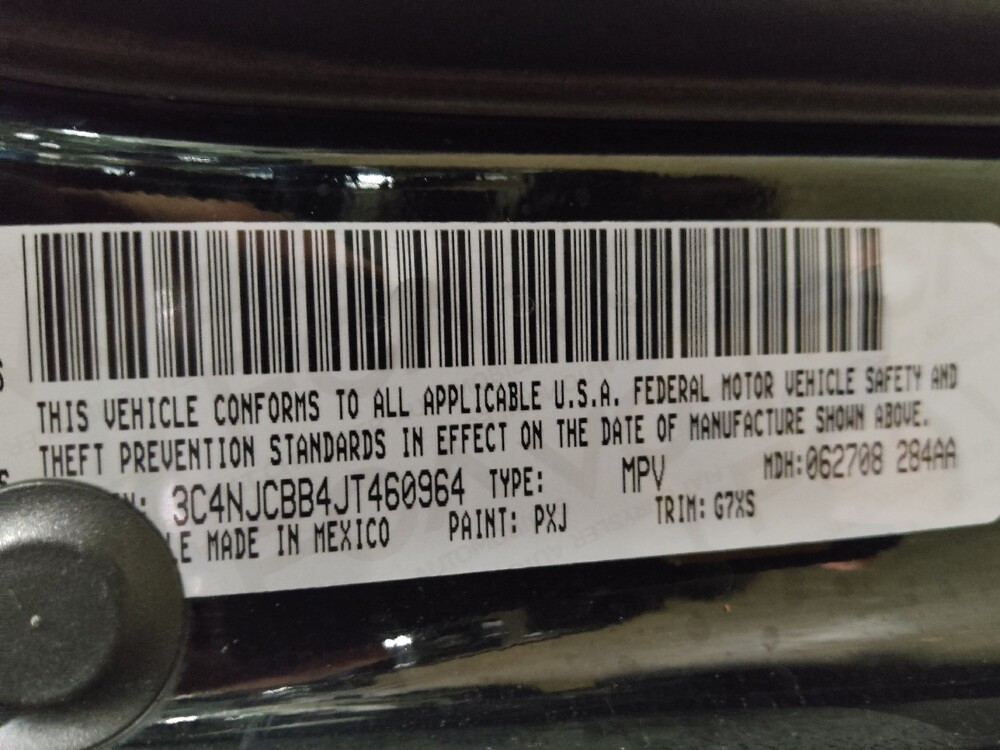 S
THIS VEHICLE CONFORMS TO ALL APPLICABLE U.S.A. FEDERAL MOTOR VEHICLE SAFETY AND
THEFT PREVENTION STANDARDS IN EFFECT ON THE DATE OF MANUFACTURE SHOWN ABOVE.
N: 3C4NJCBB4JT460964 TYPE: MPV MDH:062708 284AA
LE MADE IN MEXICO PAINT: PXJ TRIM: G7XS